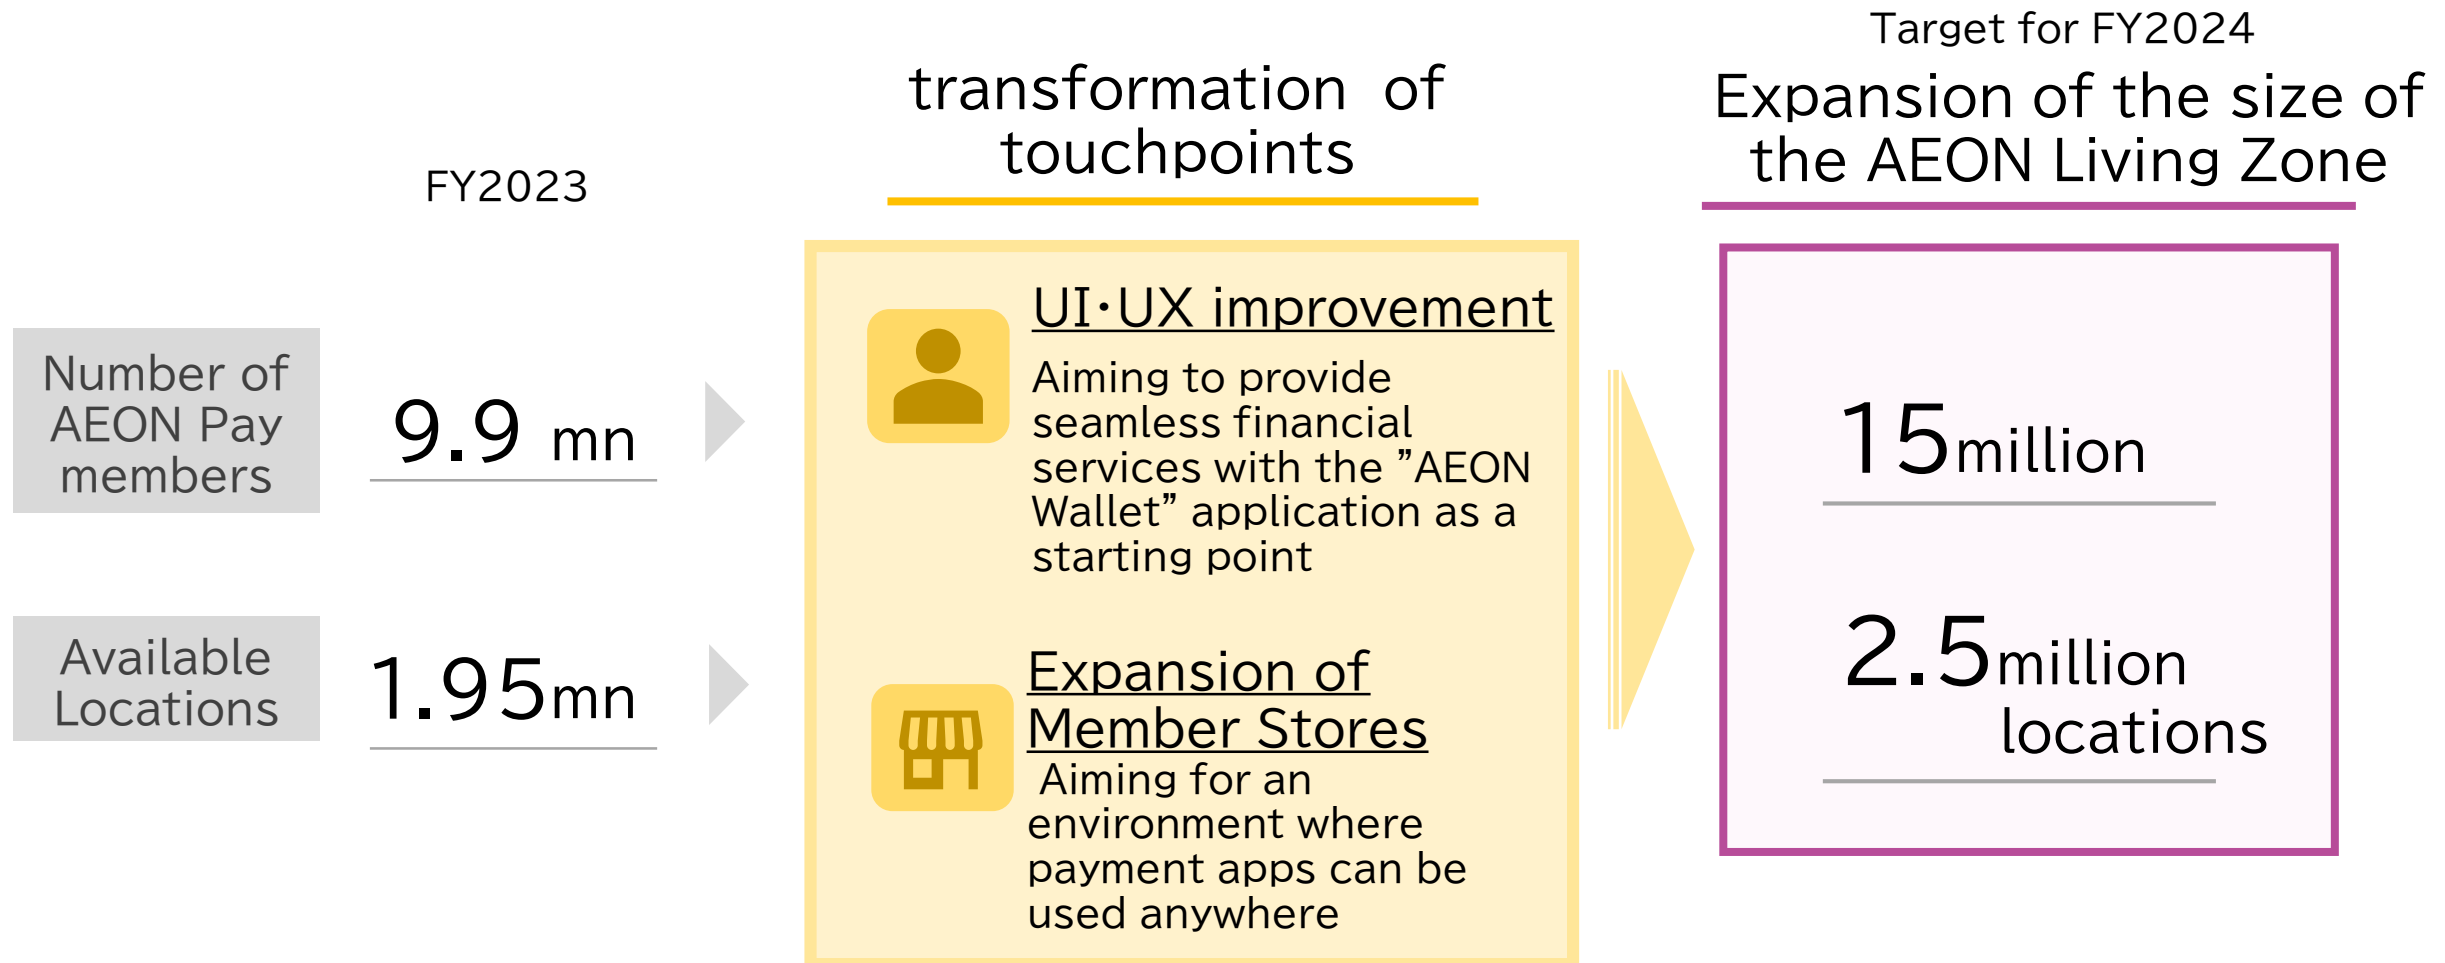 FY2023
transformation of
touchpoints
Target for FY2024
Expansion of the size of
the AEON Living Zone
Number of
AEON Pay
members
9.9 mn
UI･UX improvement
Aiming to provide
seamless financial
services with the ”AEON
Wallet” application as a
starting point
15million
Available
Locations
1.95mn
Expansion of
Member Stores
Aiming for an
environment where
payment apps can be
used anywhere
2.5million
locations